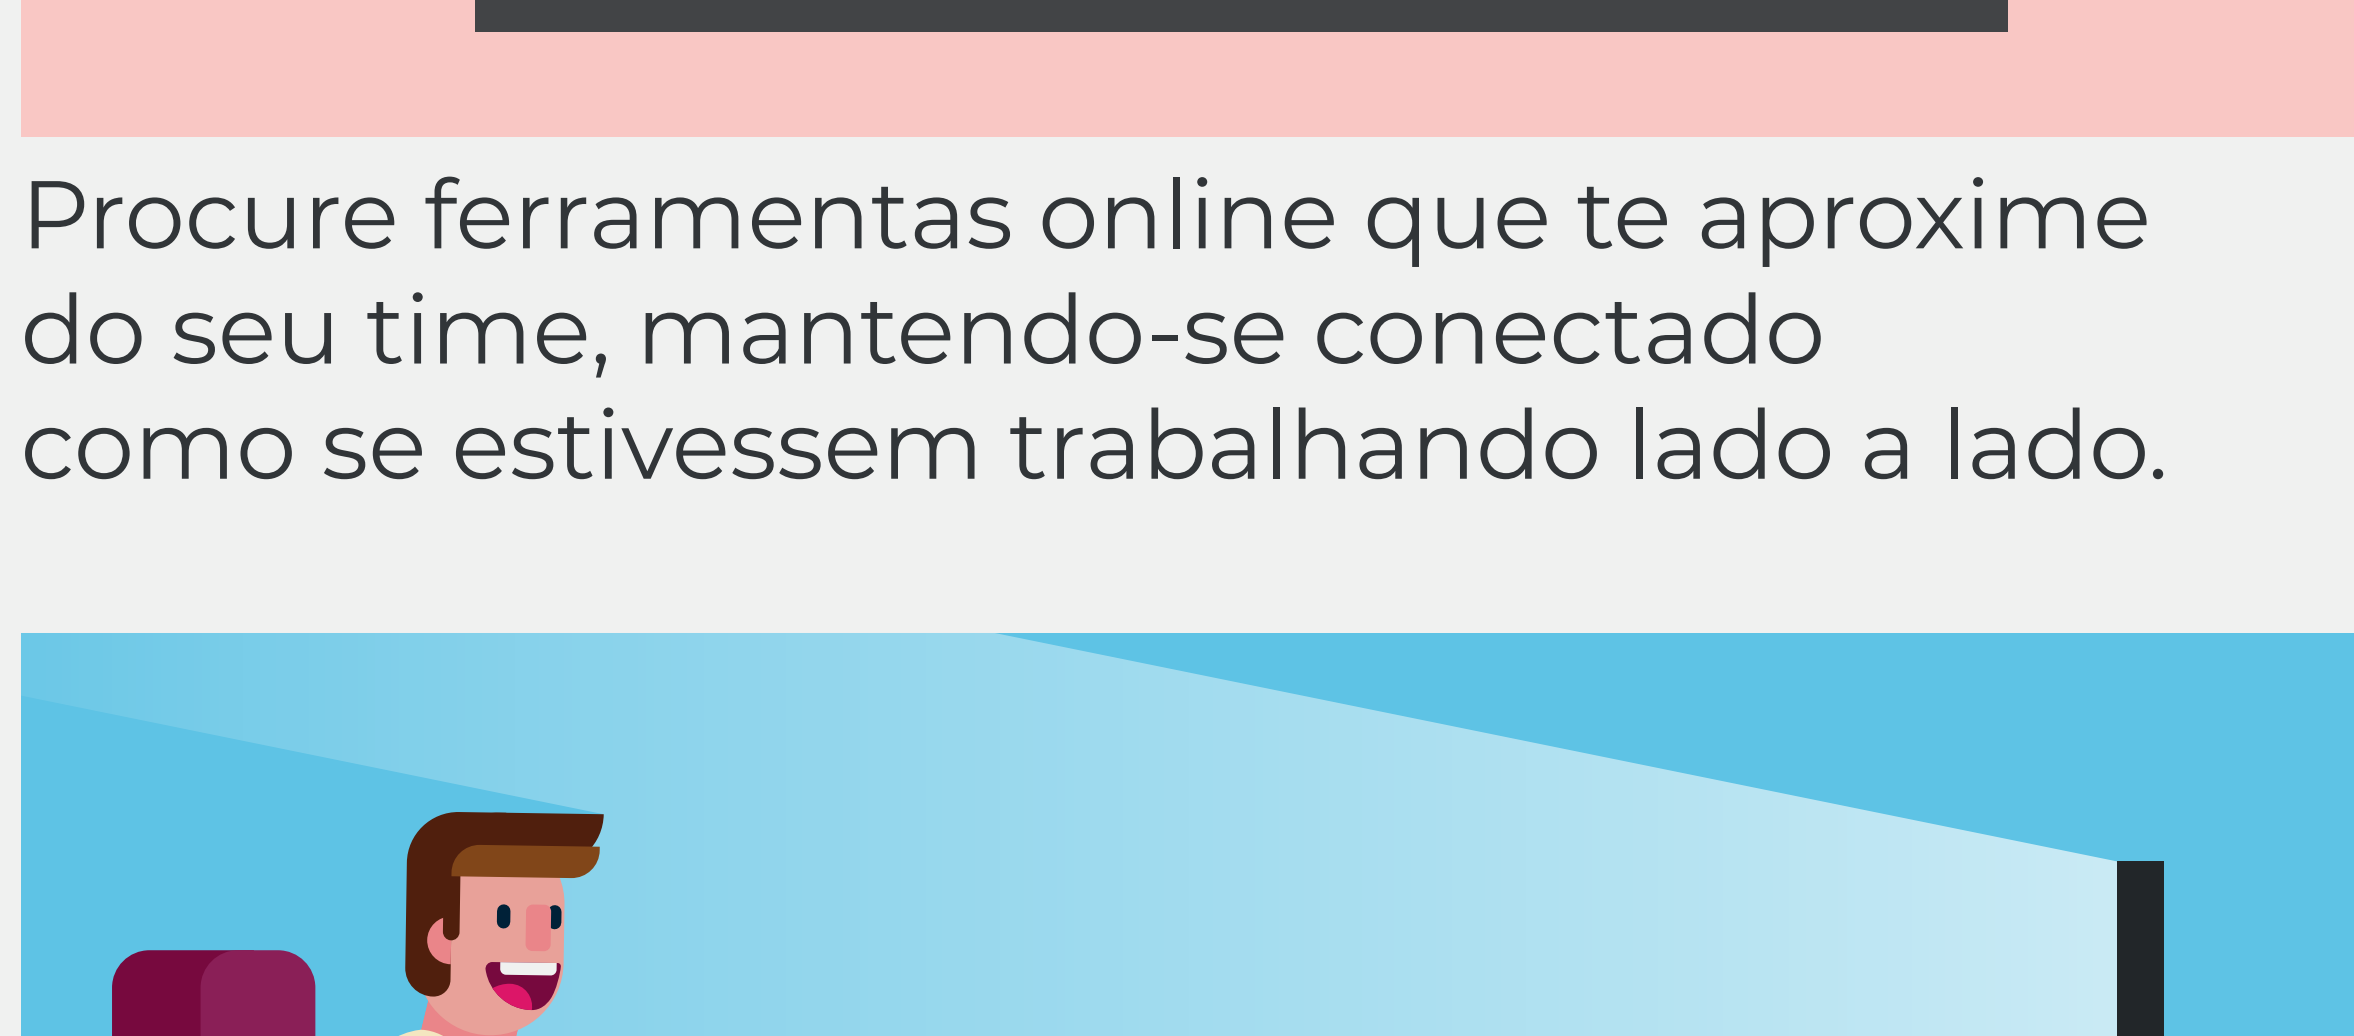 Procure ferramentas online que te aproxime
do seu time, mantendo-se conectado
como se estivessem trabalhando lado a lado.